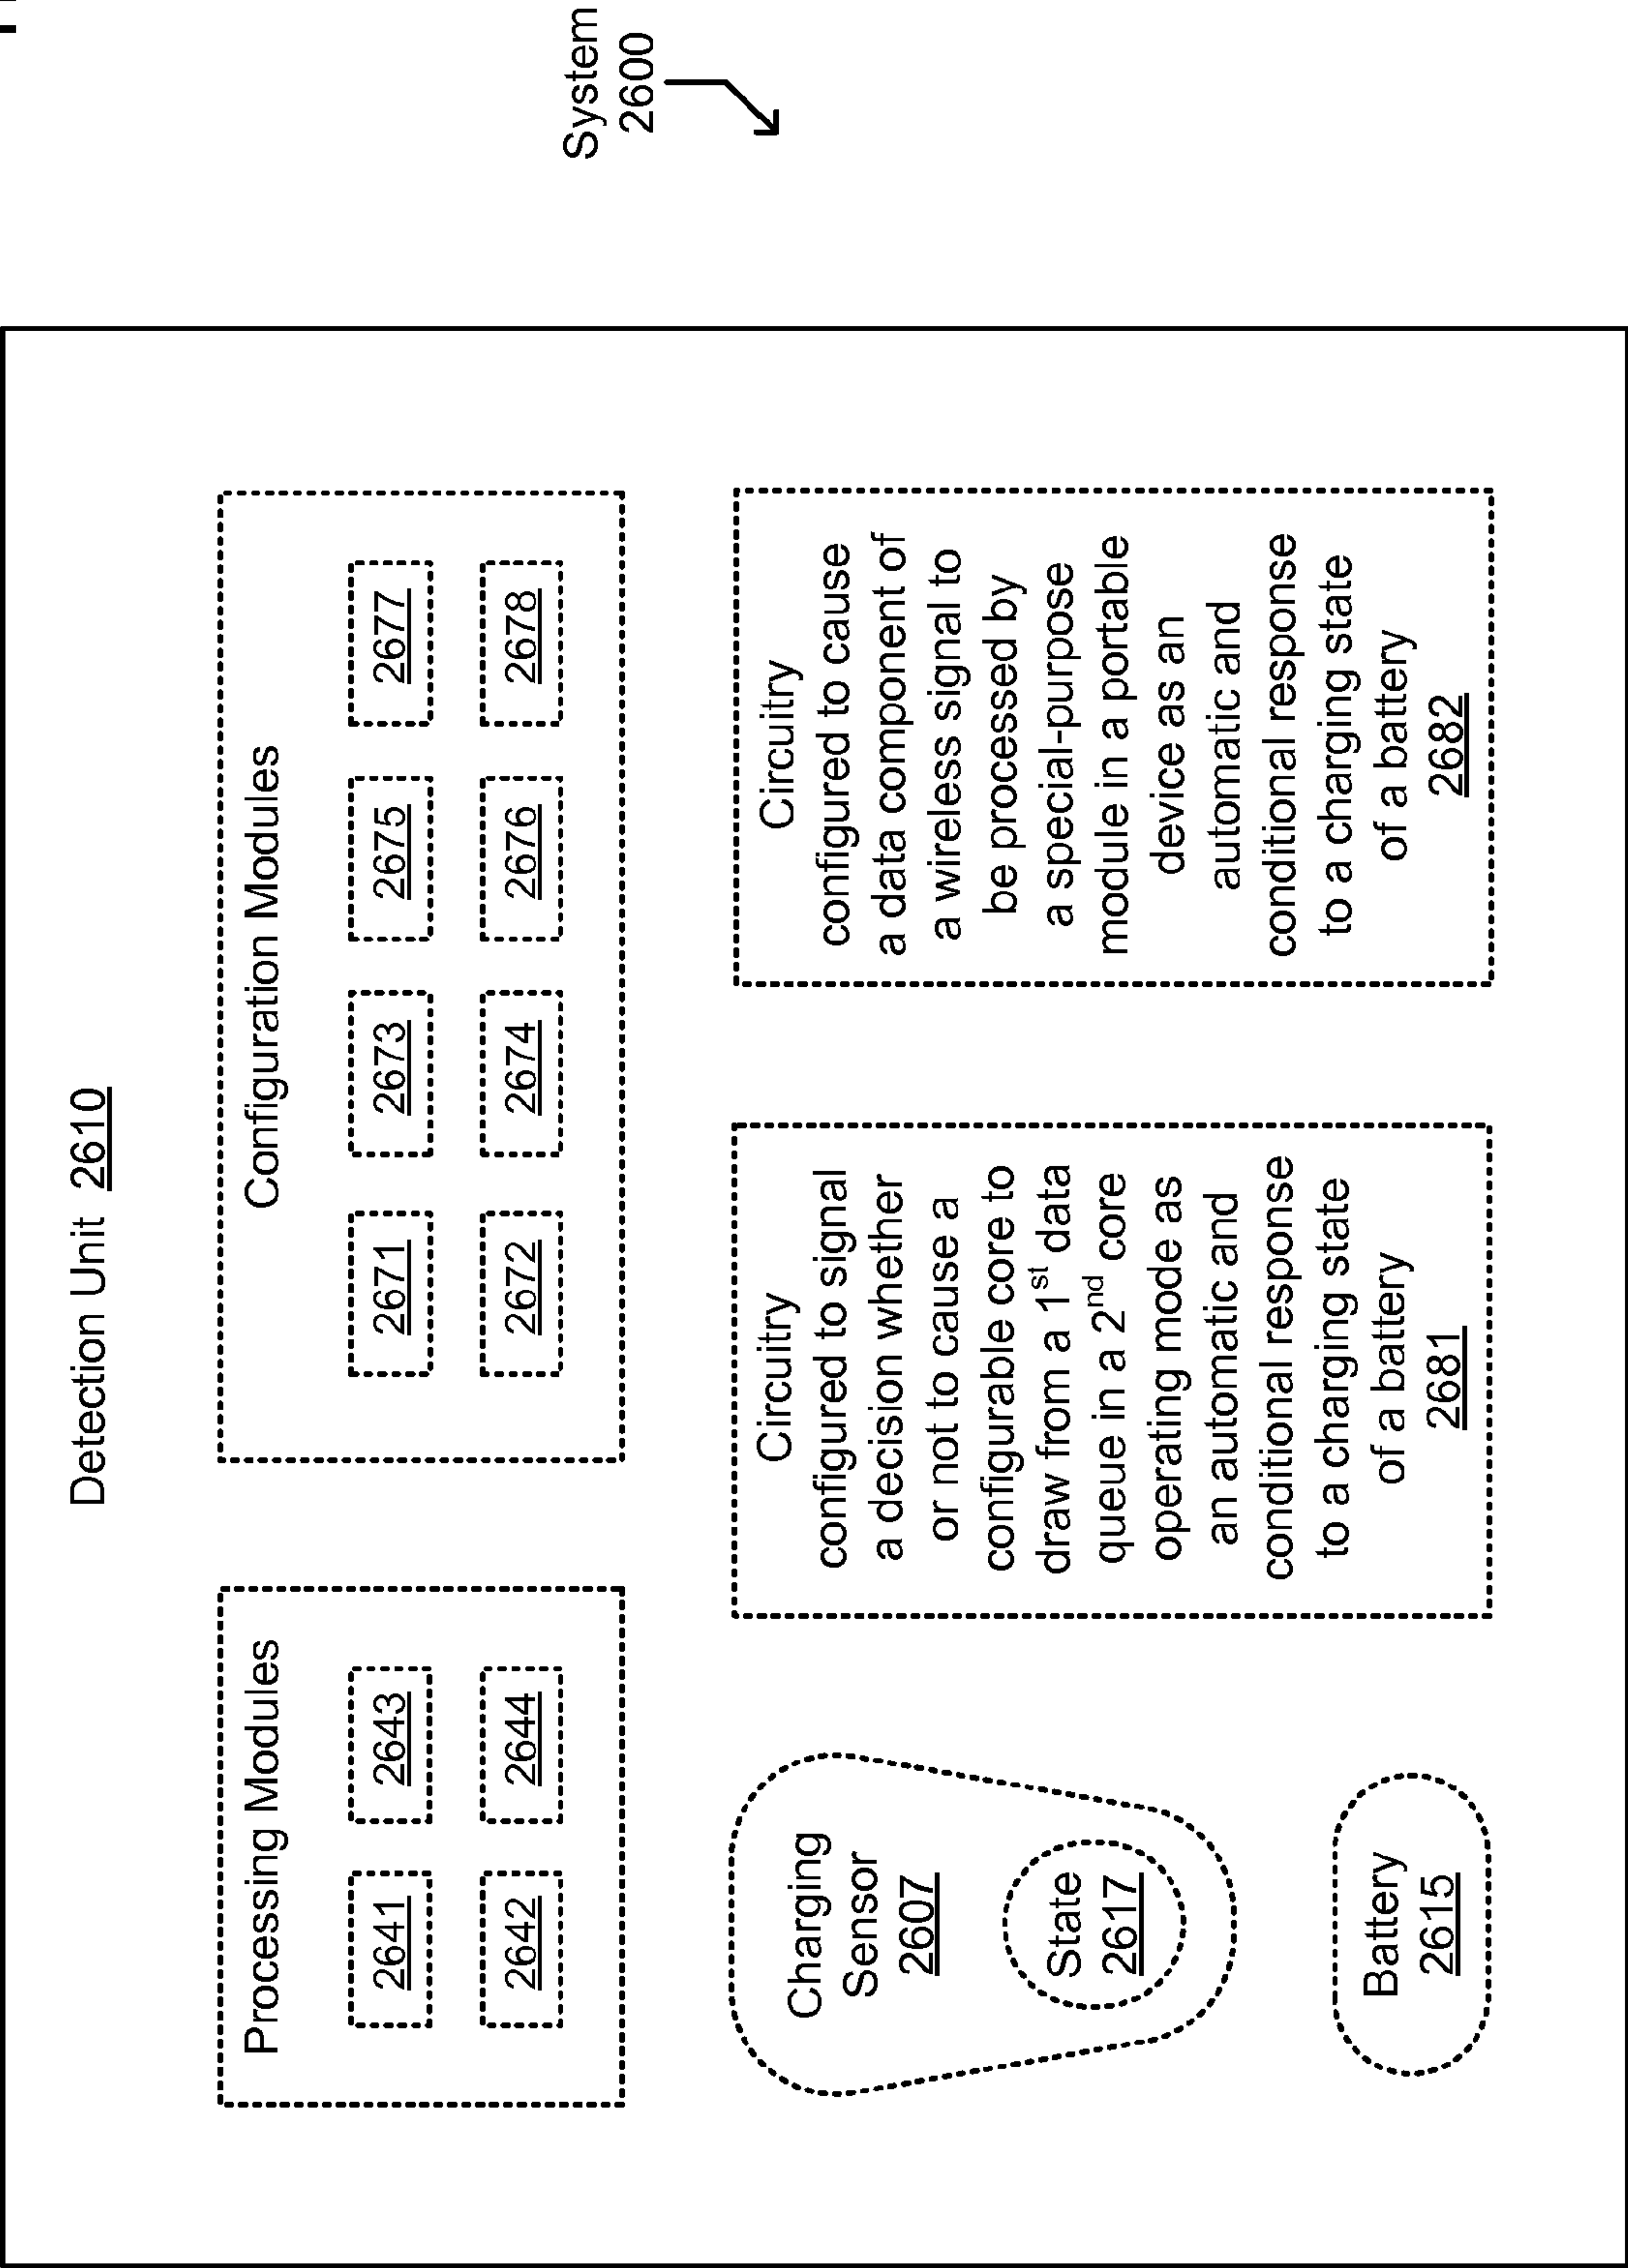 System
2600
Detection Unit 2610
Processing Modules
2641
2643
2642
2644
Configuration Modules
2671
2673
2675
2677
2672
2674
2676
2678
Charging
Sensor
2607
State
2617
Battery
2615
Circuitry
configured to signal
a decision whether
or not to cause a
configurable core to
draw from a 1st data
queue in a 2nd core
operating mode as
an automatic and
conditional response
to a charging state
of a battery
2681
Circuitry
configured to cause
a data component of
a wireless signal to
be processed by
a special-purpose
module in a portable
device as an
automatic and
conditional response
to a charging state
of a battery
2682